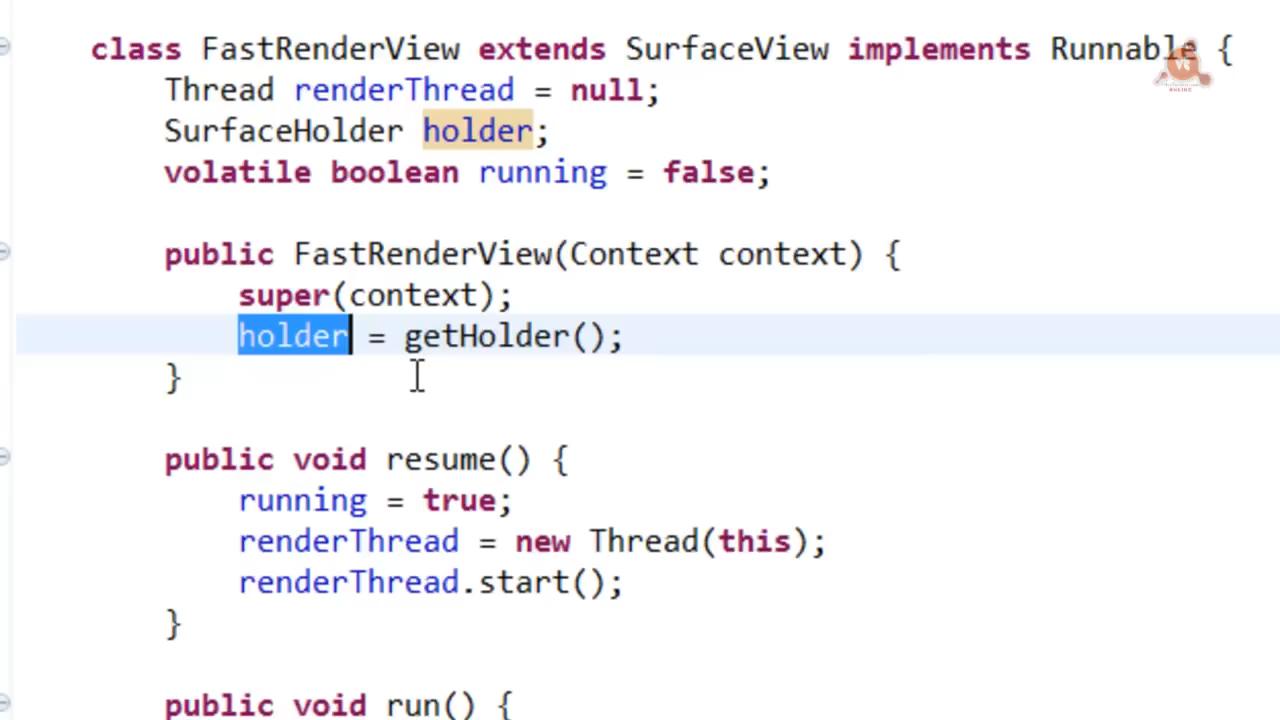 class FastRenderView extends SurfaceView implements Runnable {
Thread renderThread = null;
SurfaceHolder holder;
volatile boolean running = false;
public FastRenderView(Context context) {
super(context);
holder = getHolder();
}
public void resume() {
running = true;
renderThread = new Thread(this);
renderThread.start();
}
public void run() {